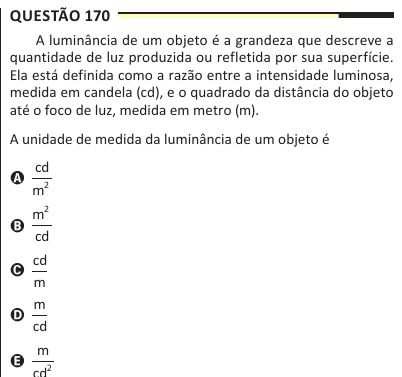 QUESTÃO 170
A luminância de um objeto é a grandeza que descreve a
quantidade de luz produzida ou refletida por sua superfície.
Ela está definida como a razão entre a intensidade luminosa,
medida em candela (cd), e o quadrado da distância do objeto
até o foco de luz, medida em metro (m).
A unidade de medida da luminância de um objeto é
A cd/m²
B m²/cd
C cd/m
D m/cd
E m/cd²